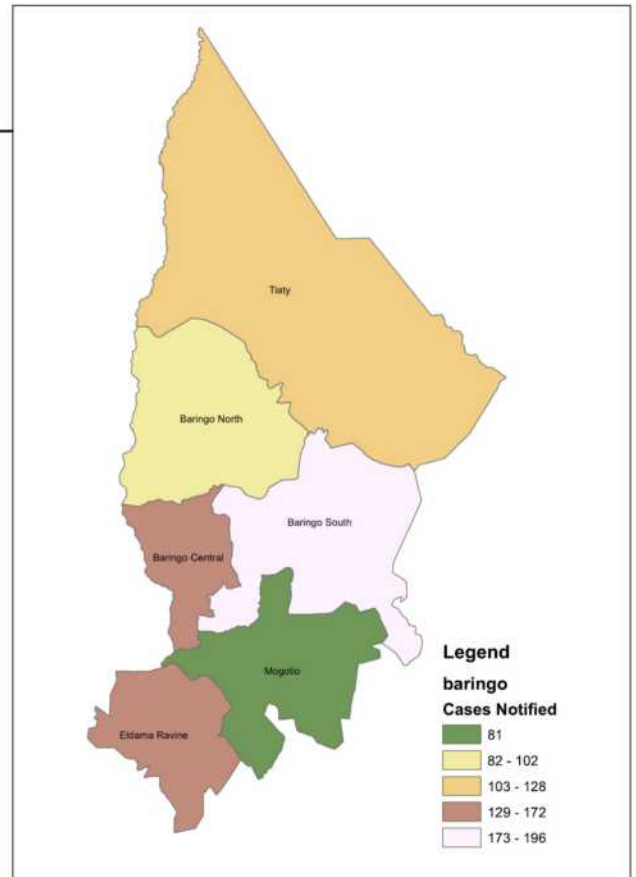 Tiaty
Baringo North
Baringo South
Baringo Central
Mogotio
Eldama Ravine
Legend
baringo
Cases Notified
81
82 - 102
103 - 128
129 - 172
173 - 196